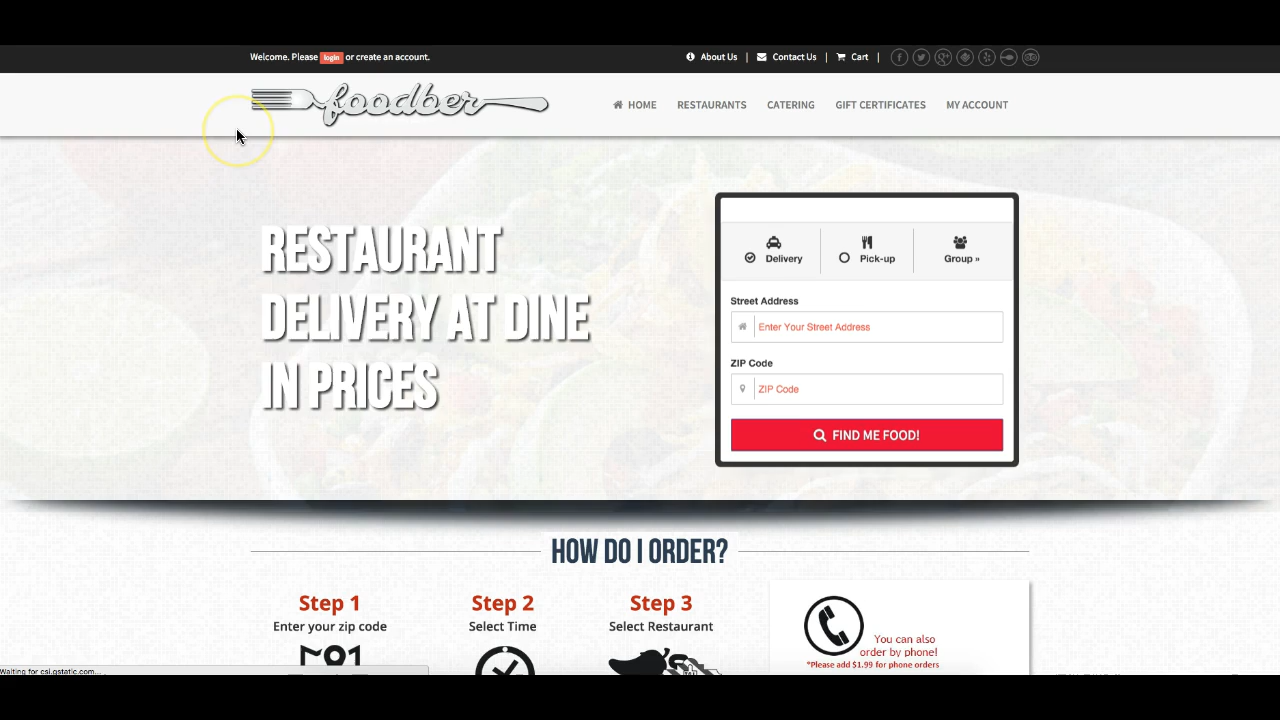 Welcome. Please login or create an account.
About Us | Contact Us | Cart |
foodber
HOME RESTAURANTS CATERING GIFT CERTIFICATES MY ACCOUNT
RESTAURANT
DELIVERY AT DINE
IN PRICES
Delivery Pick-up Group »
Street Address
Enter Your Street Address
ZIP Code
ZIP Code
FIND ME FOOD!
HOW DO I ORDER?
Step 1 Step 2 Step 3
Enter your zip code Select Time Select Restaurant
You can also
order by phone!
*Please add $1.99 for phone orders
Waiting for csi.gstatic.com...